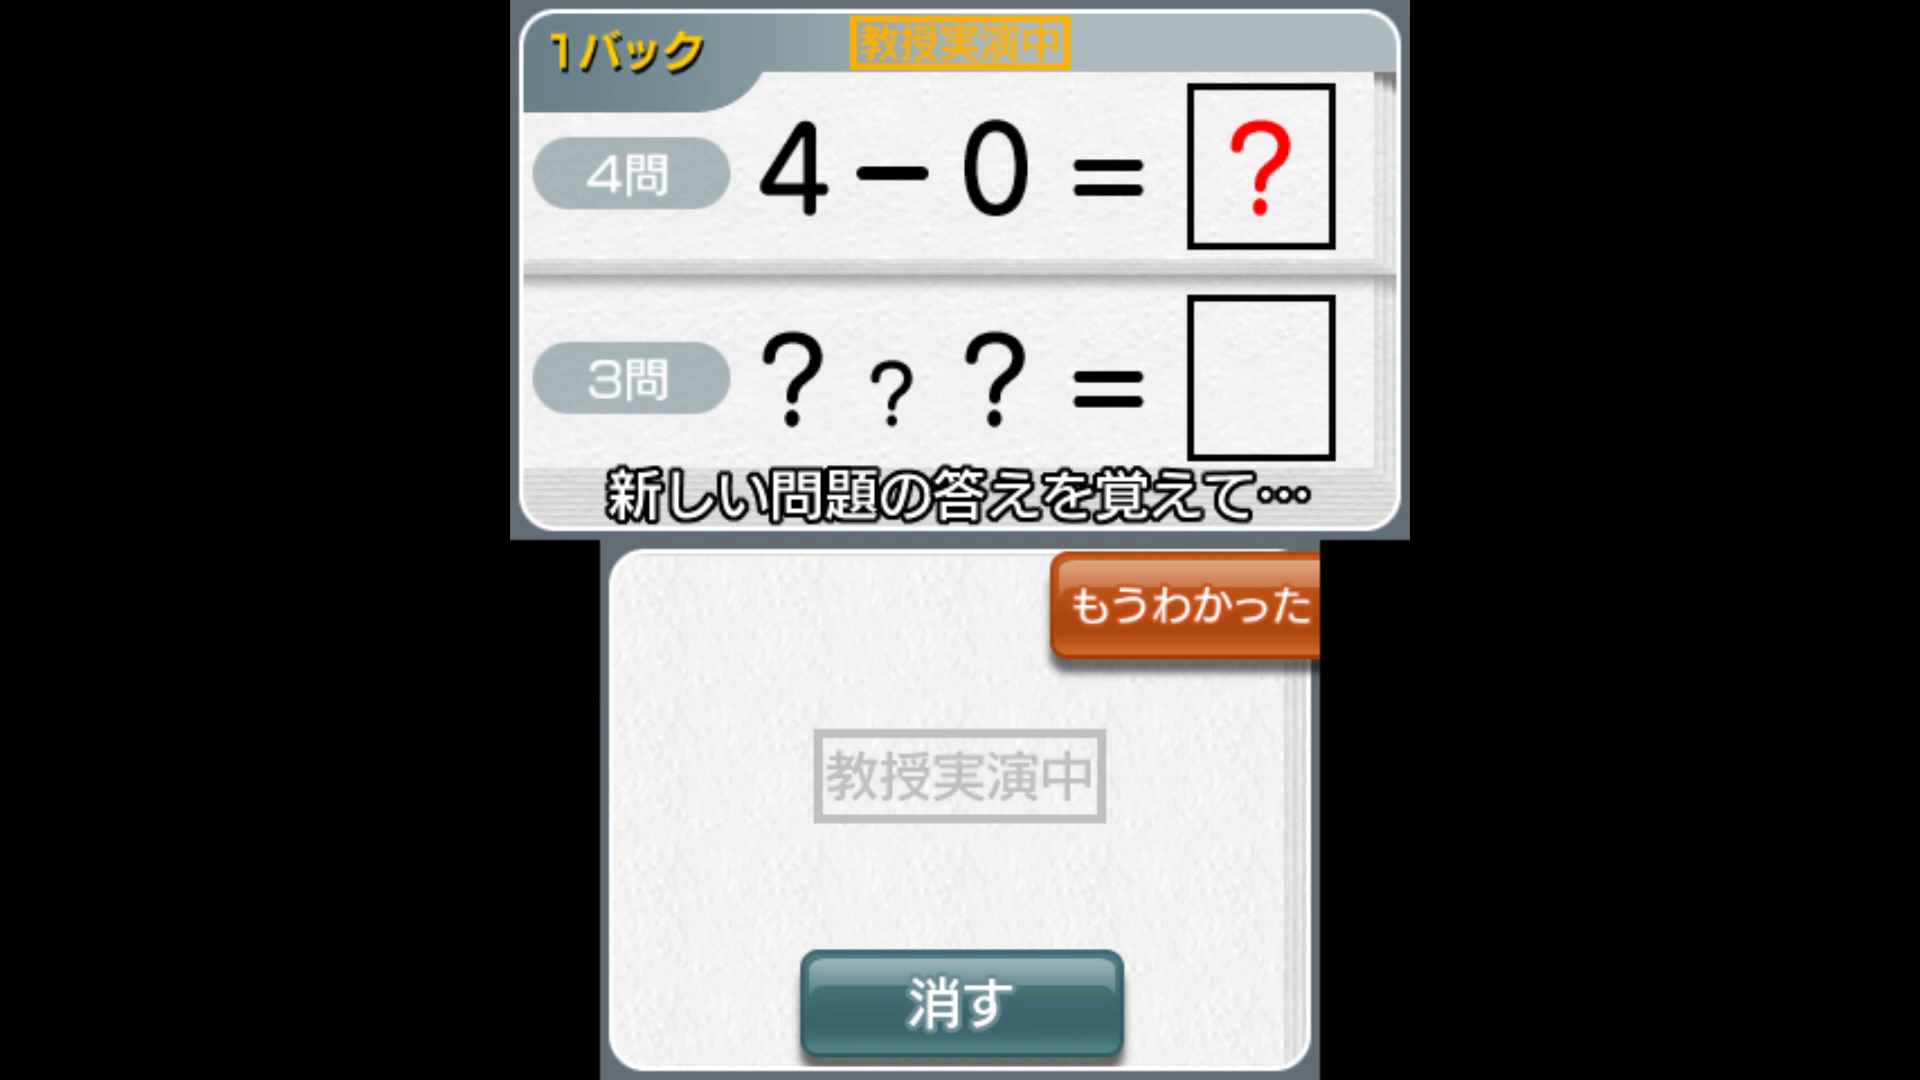 1バック
教授実演中
4問 4－0＝?
3問 ???＝
新しい問題の答えを覚えて…
もうわかった
教授実演中
消す